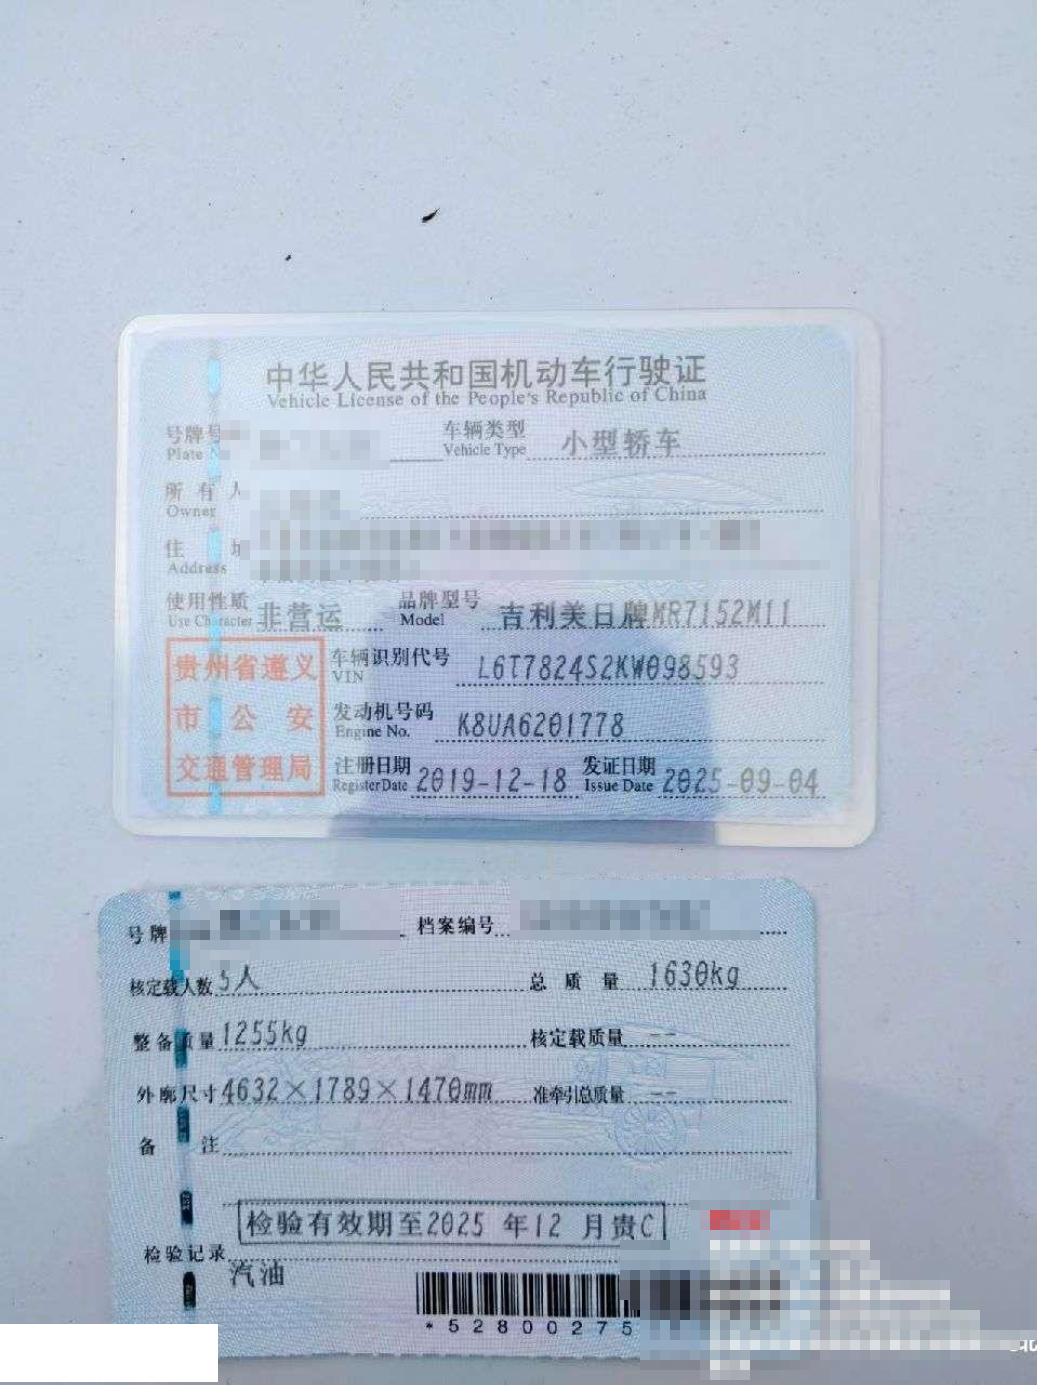 中华人民共和国机动车行驶证
Vehicle License of the People's Republic of China
号牌号 车辆类型 小型轿车
Plate Vehicle Type
所有人
Owner
住址
Address
使用性质 非营运 品牌型号 吉利美日牌MR7152M11
Use Character Model
贵州省遵义 车辆识别代号 L6T7824S2KW098593
VIN
市公安 发动机号码 K8UA6201778
Engine No.
交通管理局 注册日期 2019-12-18 发证日期 2025-09-04
Register Date Issue Date
号牌 档案编号
核定载人数 5人 总质量 1630kg
整备质量 1255kg 核定载质量 --
外廓尺寸 4632×1789×1470mm 准牵引总质量 --
备注
检验有效期至2025年12月贵C
检验记录
汽油
*52800275
北